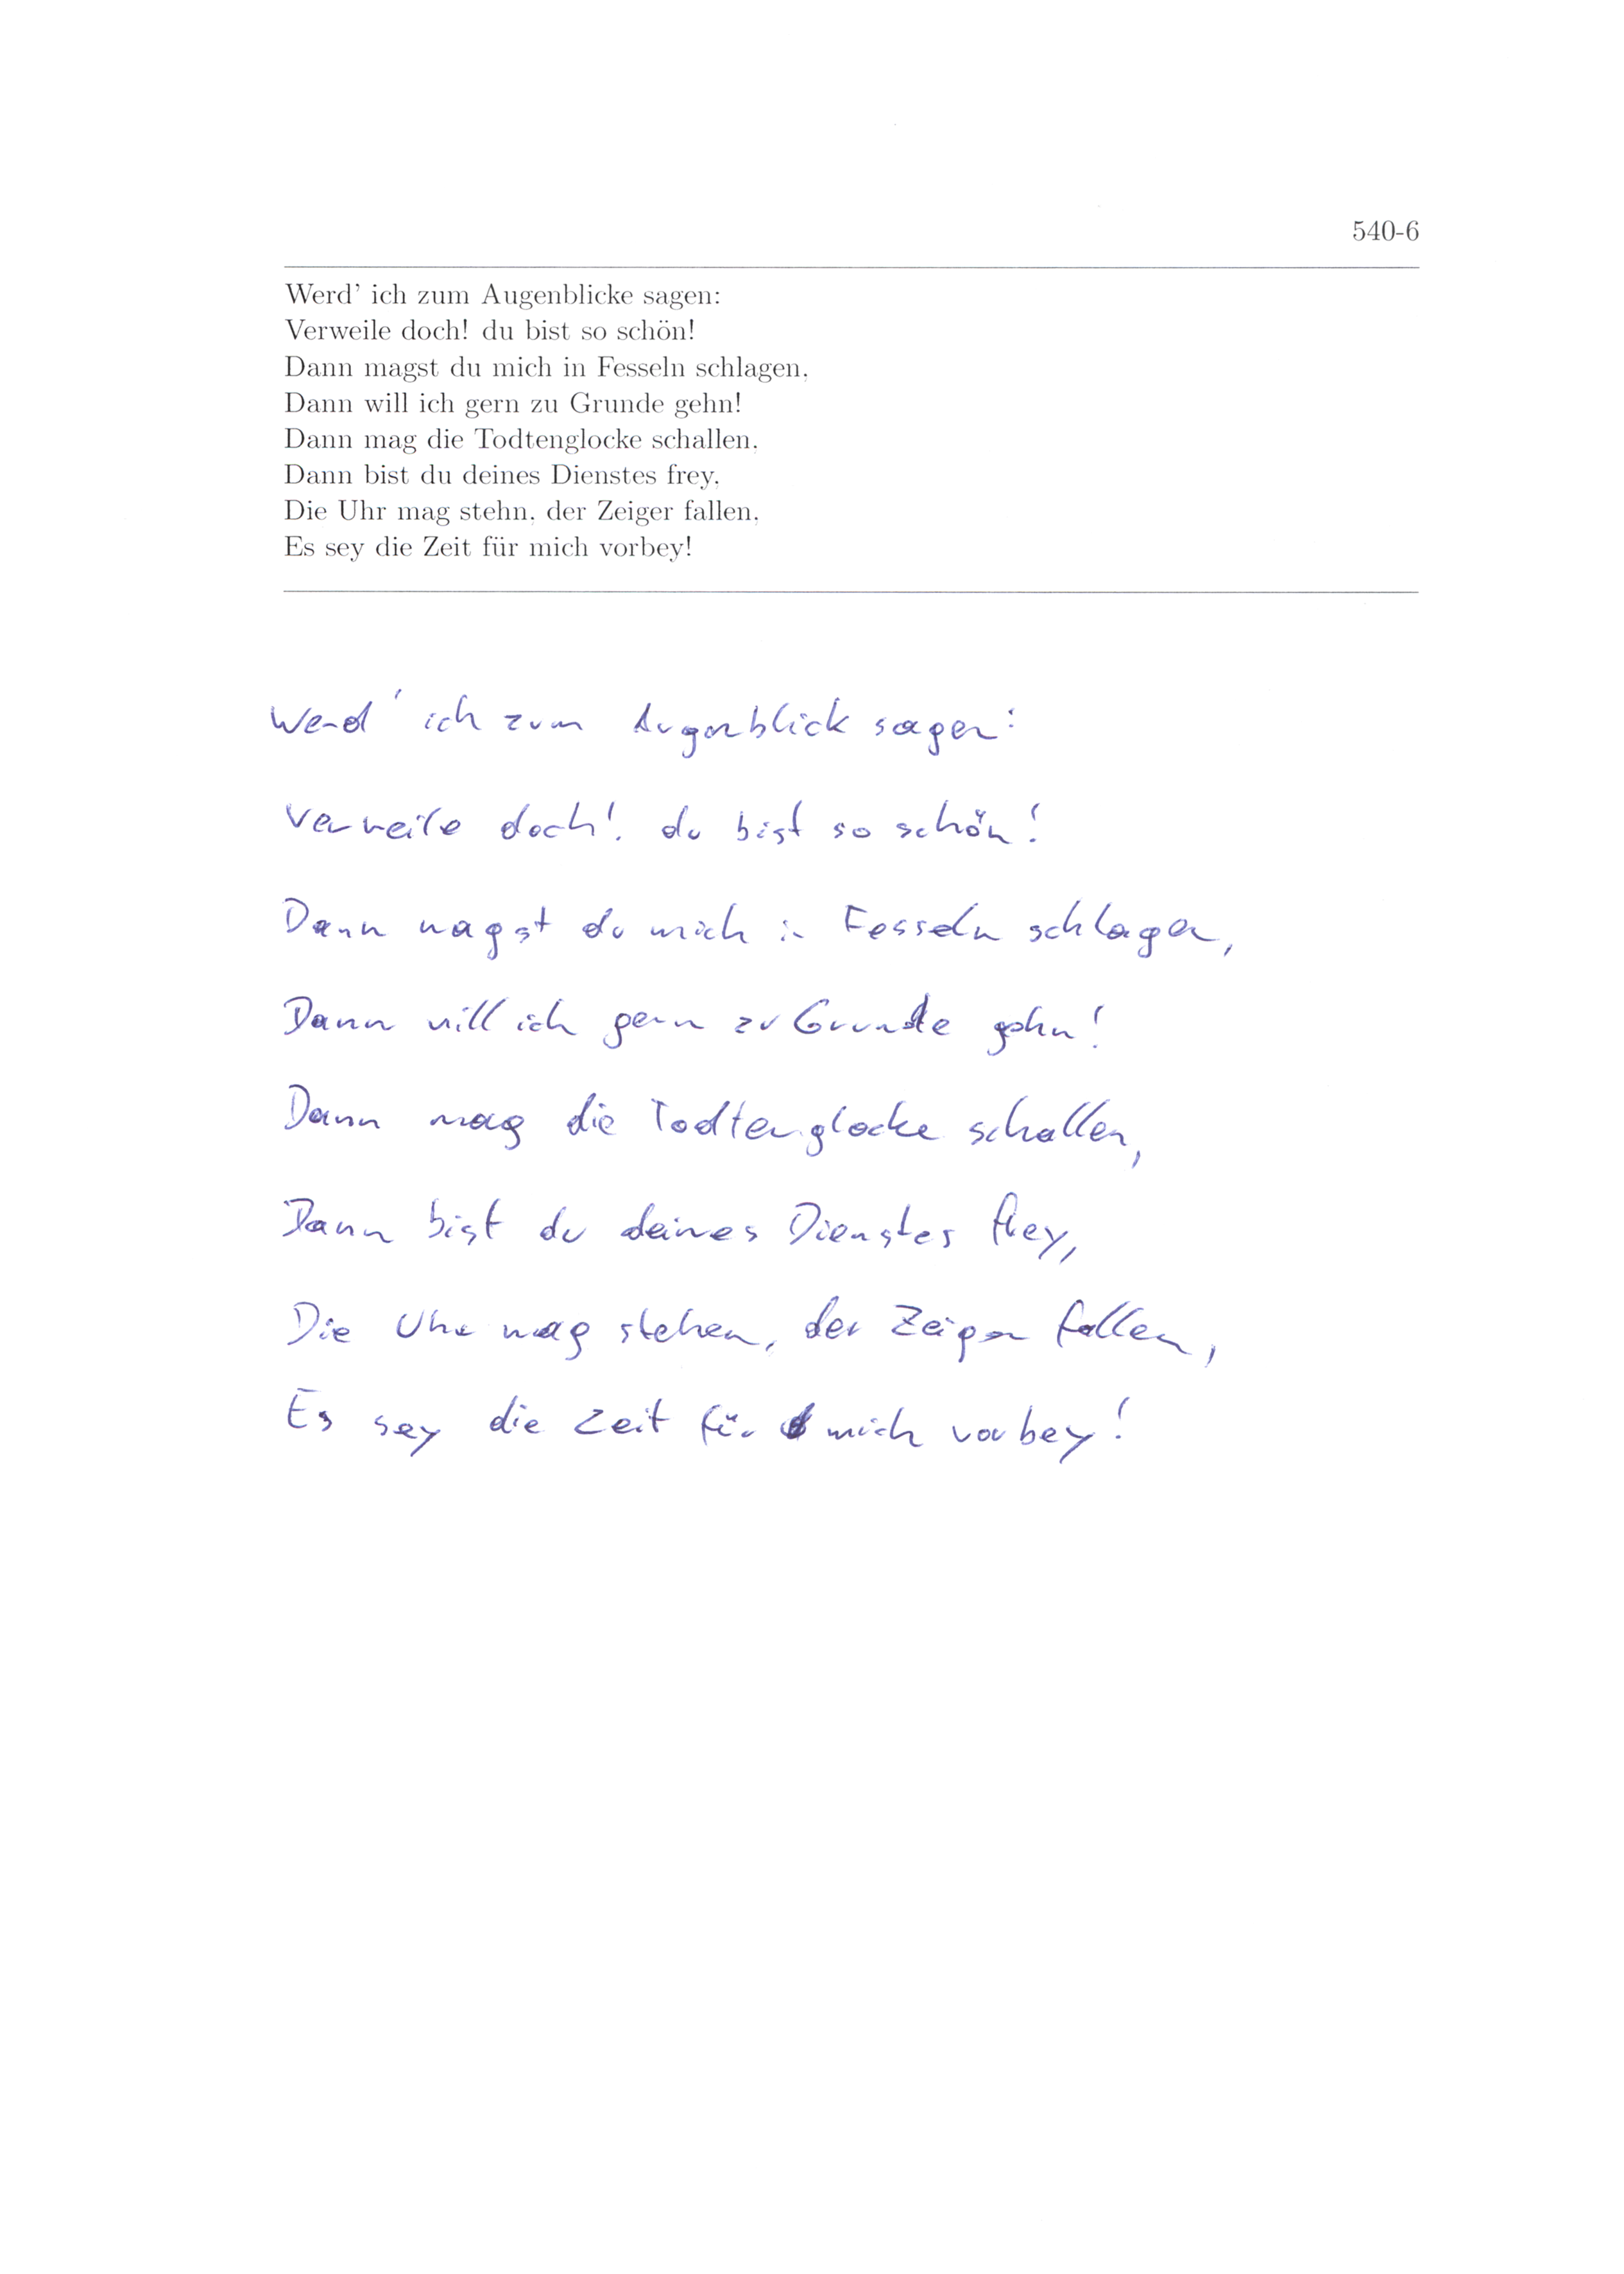 540-6
Werd' ich zum Augenblicke sagen:
Verweile doch! du bist so schön!
Dann magst du mich in Fesseln schlagen,
Dann will ich gern zu Grunde gehn!
Dann mag die Todtenglocke schallen,
Dann bist du deines Dienstes frey,
Die Uhr mag stehn, der Zeiger fallen,
Es sey die Zeit für mich vorbey!
Werd' ich zum Augenblick sagen:
Verweile doch! du bist so schön!
Dann magst du mich in Fesseln schlagen,
Dann will ich gern zu Grunde gehn!
Dann mag die Todtenglocke schallen,
Dann bist du deines Dienstes frey,
Die Uhr mag stehen, der Zeiger fallen,
Es sey die Zeit für mich vorbey!